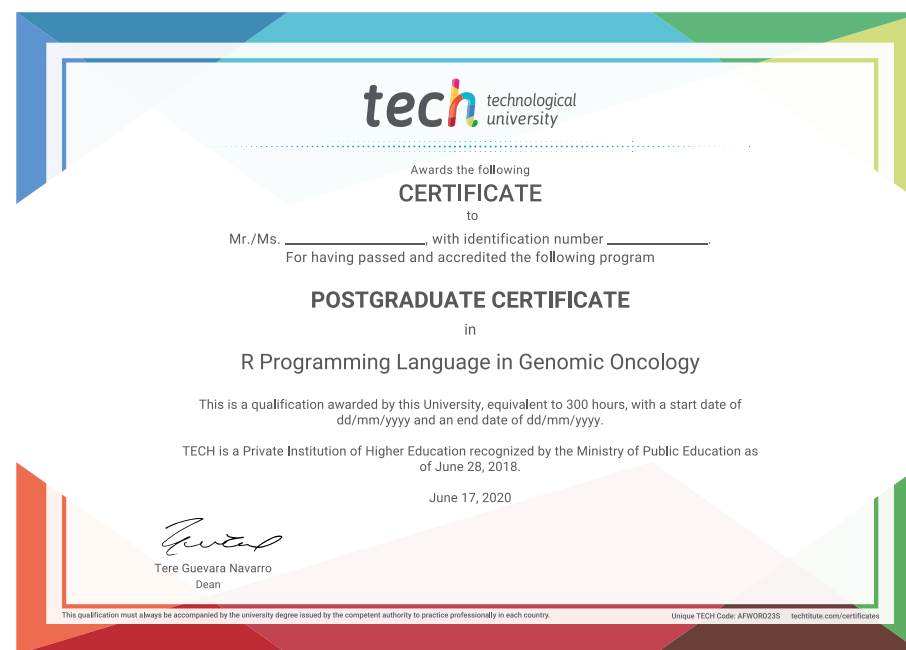 tech technological
university
Awards the following
CERTIFICATE
to
Mr./Ms. ____________, with identification number ____________.
For having passed and accredited the following program
POSTGRADUATE CERTIFICATE
in
R Programming Language in Genomic Oncology
This is a qualification awarded by this University, equivalent to 300 hours, with a start date of
dd/mm/yyyy and an end date of dd/mm/yyyy.
TECH is a Private Institution of Higher Education recognized by the Ministry of Public Education as
of June 28, 2018.
June 17, 2020
Tere Guevara Navarro
Dean
This qualification must always be accompanied by the university degree issued by the competent authority to practice professionally in each country.
Unique TECH Code: AFWORD23S techtitute.com/certificates